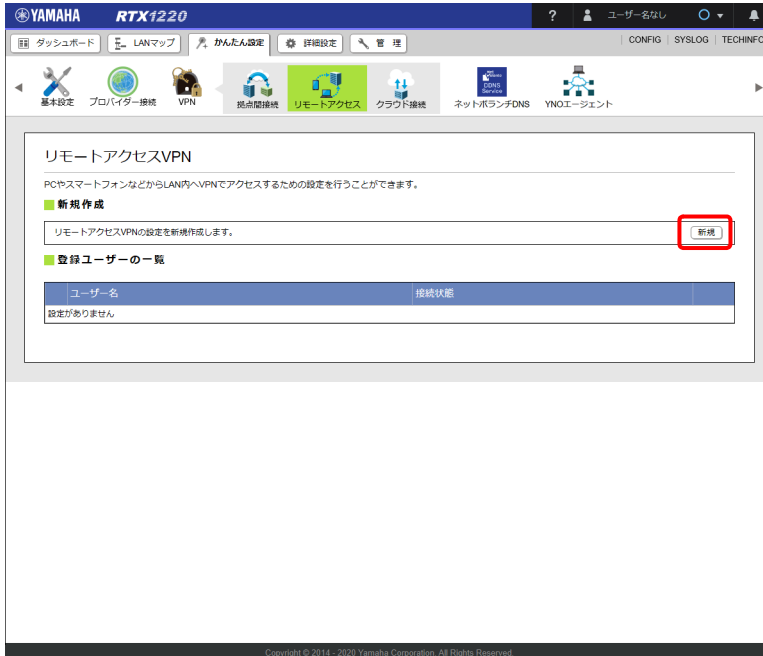 YAMAHA RTX1220 ? ユーザー名なし
ダッシュボード LANマップ かんたん設定 詳細設定 管 理 CONFIG SYSLOG TECHINFO
基本設定 プロバイダー接続 VPN 拠点間接続 リモートアクセス クラウド接続 DDNS Service ネットボランチDNS YNOエージェント
リモートアクセスVPN
PCやスマートフォンなどからLAN内へVPNでアクセスするための設定を行うことができます。
新規作成
リモートアクセスVPNの設定を新規作成します。 新規
登録ユーザーの一覧
ユーザー名 接続状態
設定がありません
Copyright © 2014 - 2020 Yamaha Corporation. All Rights Reserved.